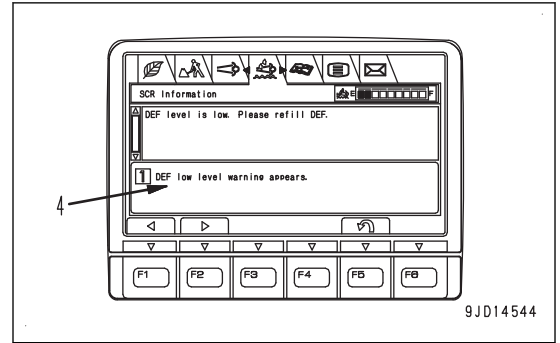 SCR Information
E F
DEF level is low. Please refill DEF.
1 DEF low level warning appears.
4
F1 F2 F3 F4 F5 F6
9JD14544